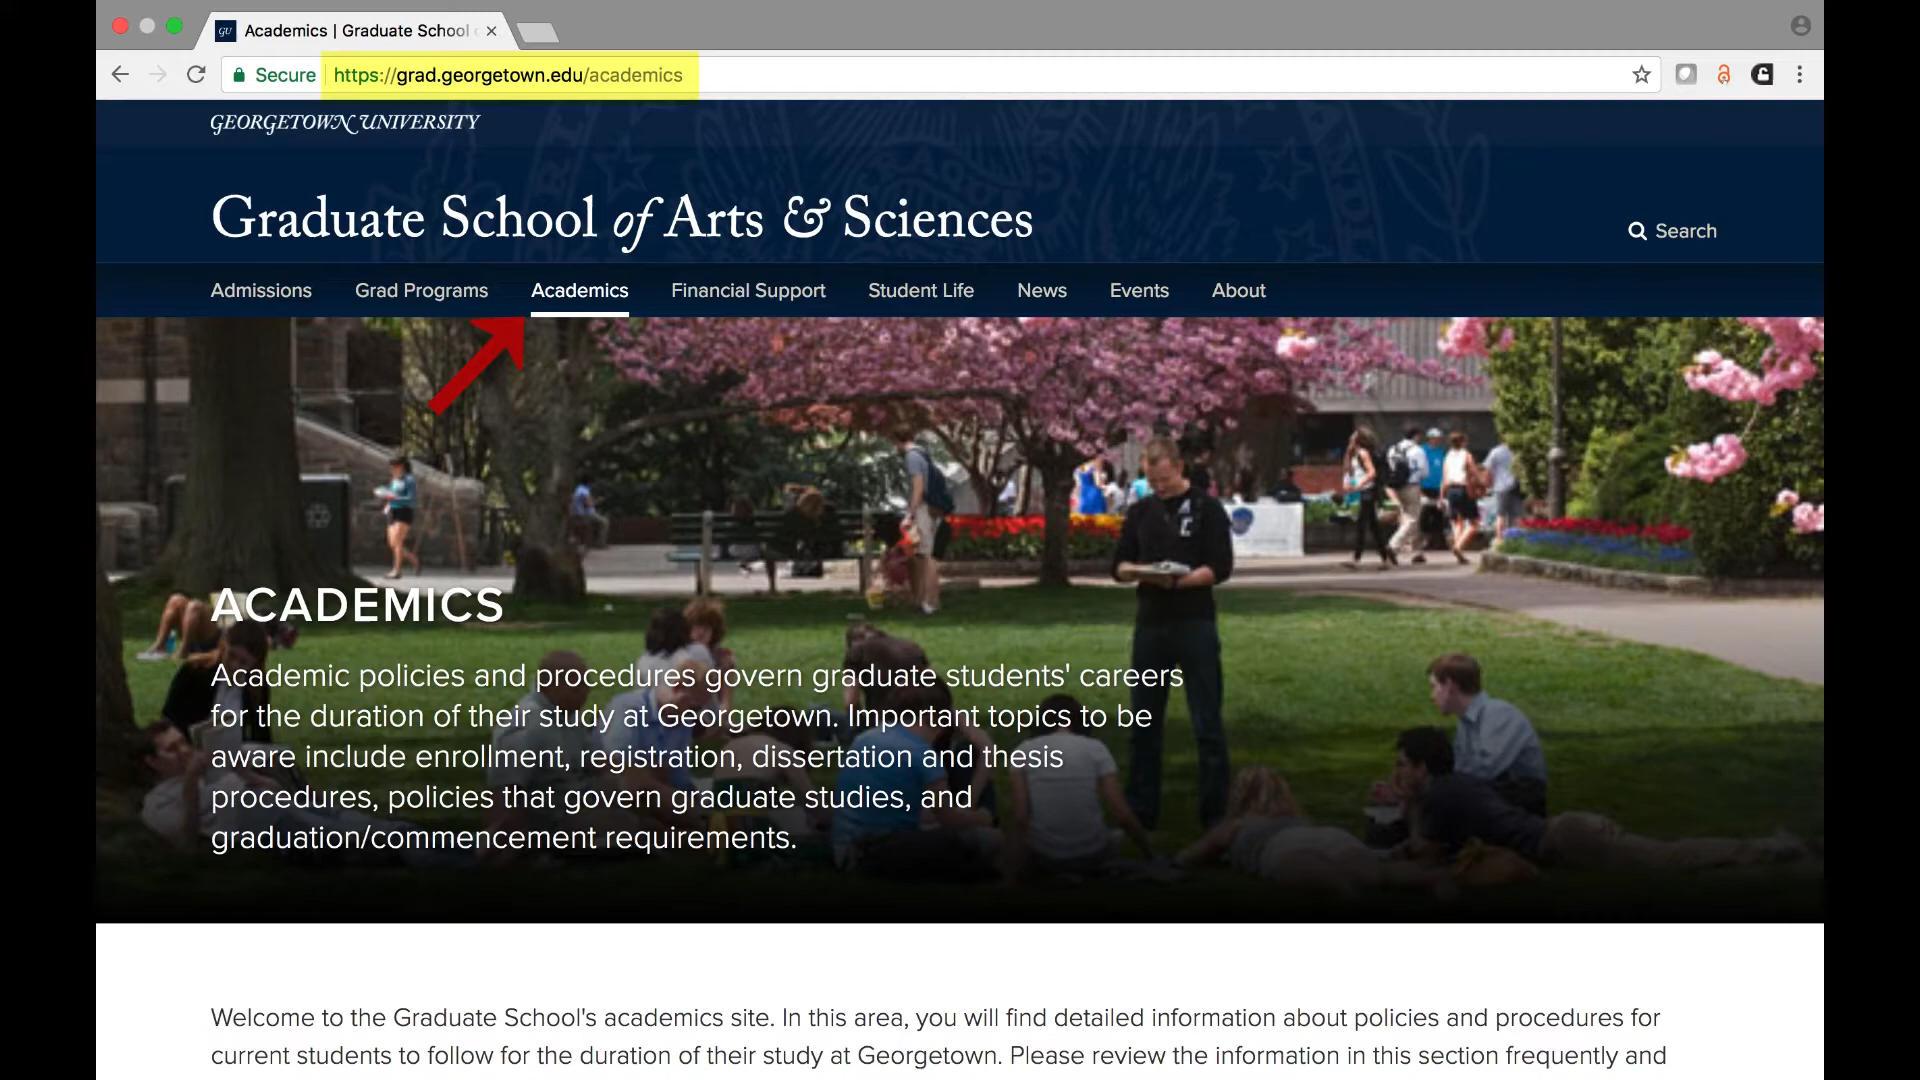 Academics | Graduate School
Secure https://grad.georgetown.edu/academics
GEORGETOWN UNIVERSITY
Graduate School of Arts & Sciences
Search
Admissions Grad Programs Academics Financial Support Student Life News Events About
ACADEMICS
Academic policies and procedures govern graduate students' careers
for the duration of their study at Georgetown. Important topics to be
aware include enrollment, registration, dissertation and thesis
procedures, policies that govern graduate studies, and
graduation/commencement requirements.
Welcome to the Graduate School's academics site. In this area, you will find detailed information about policies and procedures for
current students to follow for the duration of their study at Georgetown. Please review the information in this section frequently and